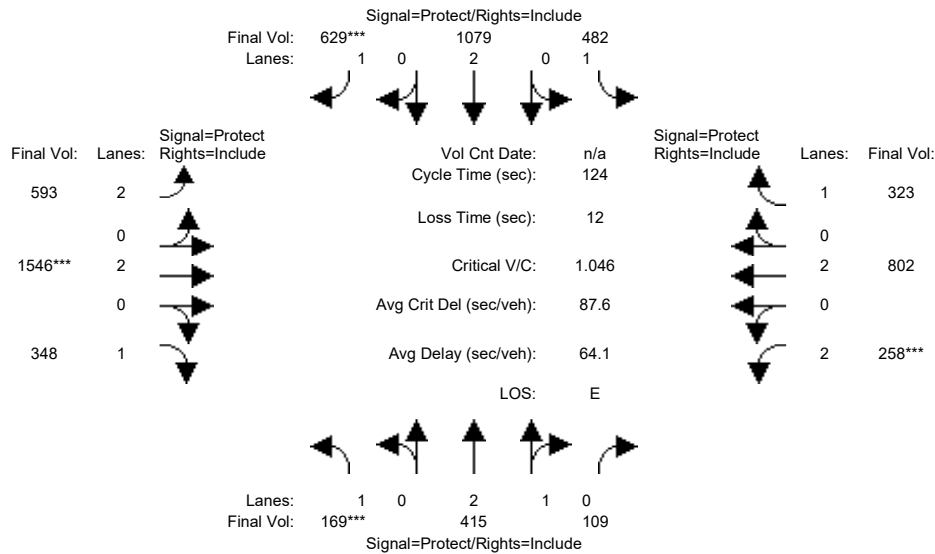 Signal=Protect/Rights=Include
Final Vol: 629*** 1079 482
Lanes: 1 0 2 0 1
Signal=Protect
Final Vol: Lanes: Rights=Include
Vol Cnt Date: n/a
Signal=Protect
Rights=Include Lanes: Final Vol:
Cycle Time (sec): 124
593 2
1 323
Loss Time (sec): 12
0
0
1546*** 2
Critical V/C: 1.046
2 802
0
Avg Crit Del (sec/veh): 87.6
0
348 1
Avg Delay (sec/veh): 64.1
2 258***
LOS: E
Lanes: 1 0 2 1 0
Final Vol: 169*** 415 109
Signal=Protect/Rights=Include